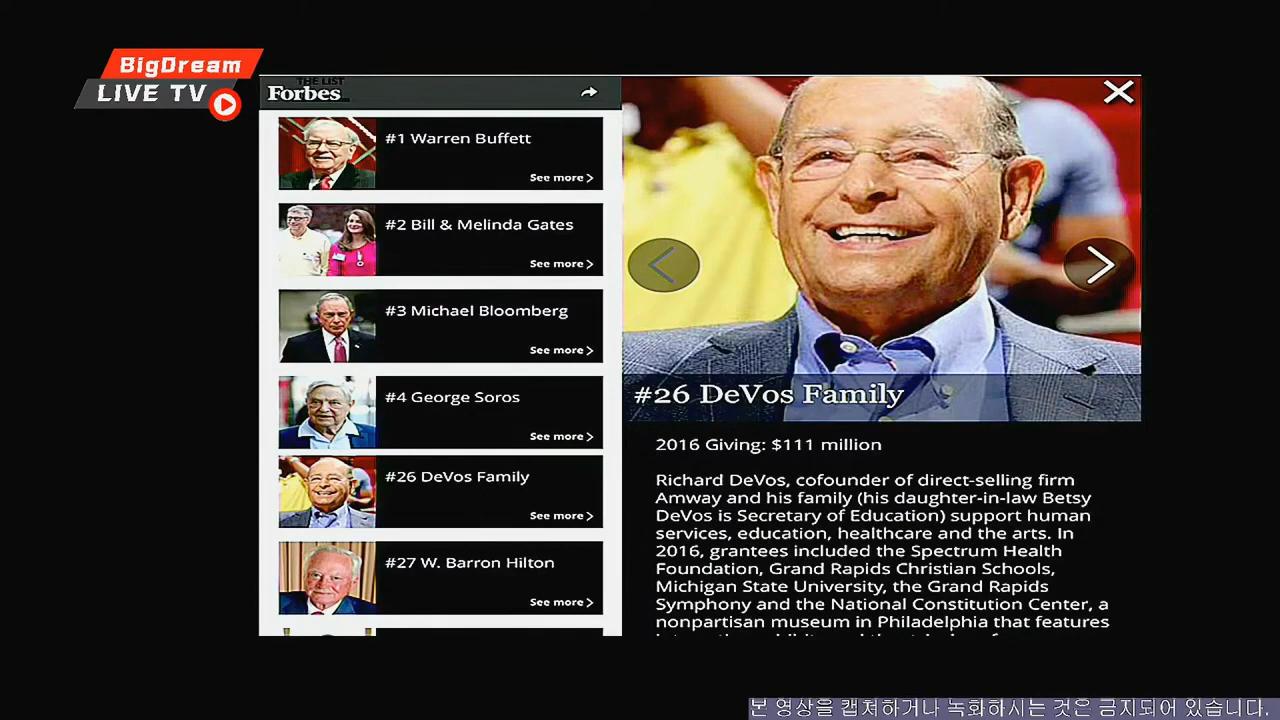 BigDream
LIVE TV
THE LIST
Forbes
#1 Warren Buffett
See more
#2 Bill & Melinda Gates
See more
#3 Michael Bloomberg
See more
#4 George Soros
See more
#26 DeVos Family
See more
#27 W. Barron Hilton
See more
#26 DeVos Family
2016 Giving: $111 million
Richard DeVos, cofounder of direct-selling firm
Amway and his family (his daughter-in-law Betsy
DeVos is Secretary of Education) support human
services, education, healthcare and the arts. In
2016, grantees included the Spectrum Health
Foundation, Grand Rapids Christian Schools,
Michigan State University, the Grand Rapids
Symphony and the National Constitution Center, a
nonpartisan museum in Philadelphia that features
본 영상을 캡쳐하거나 녹화하시는 것은 금지되어 있습니다.